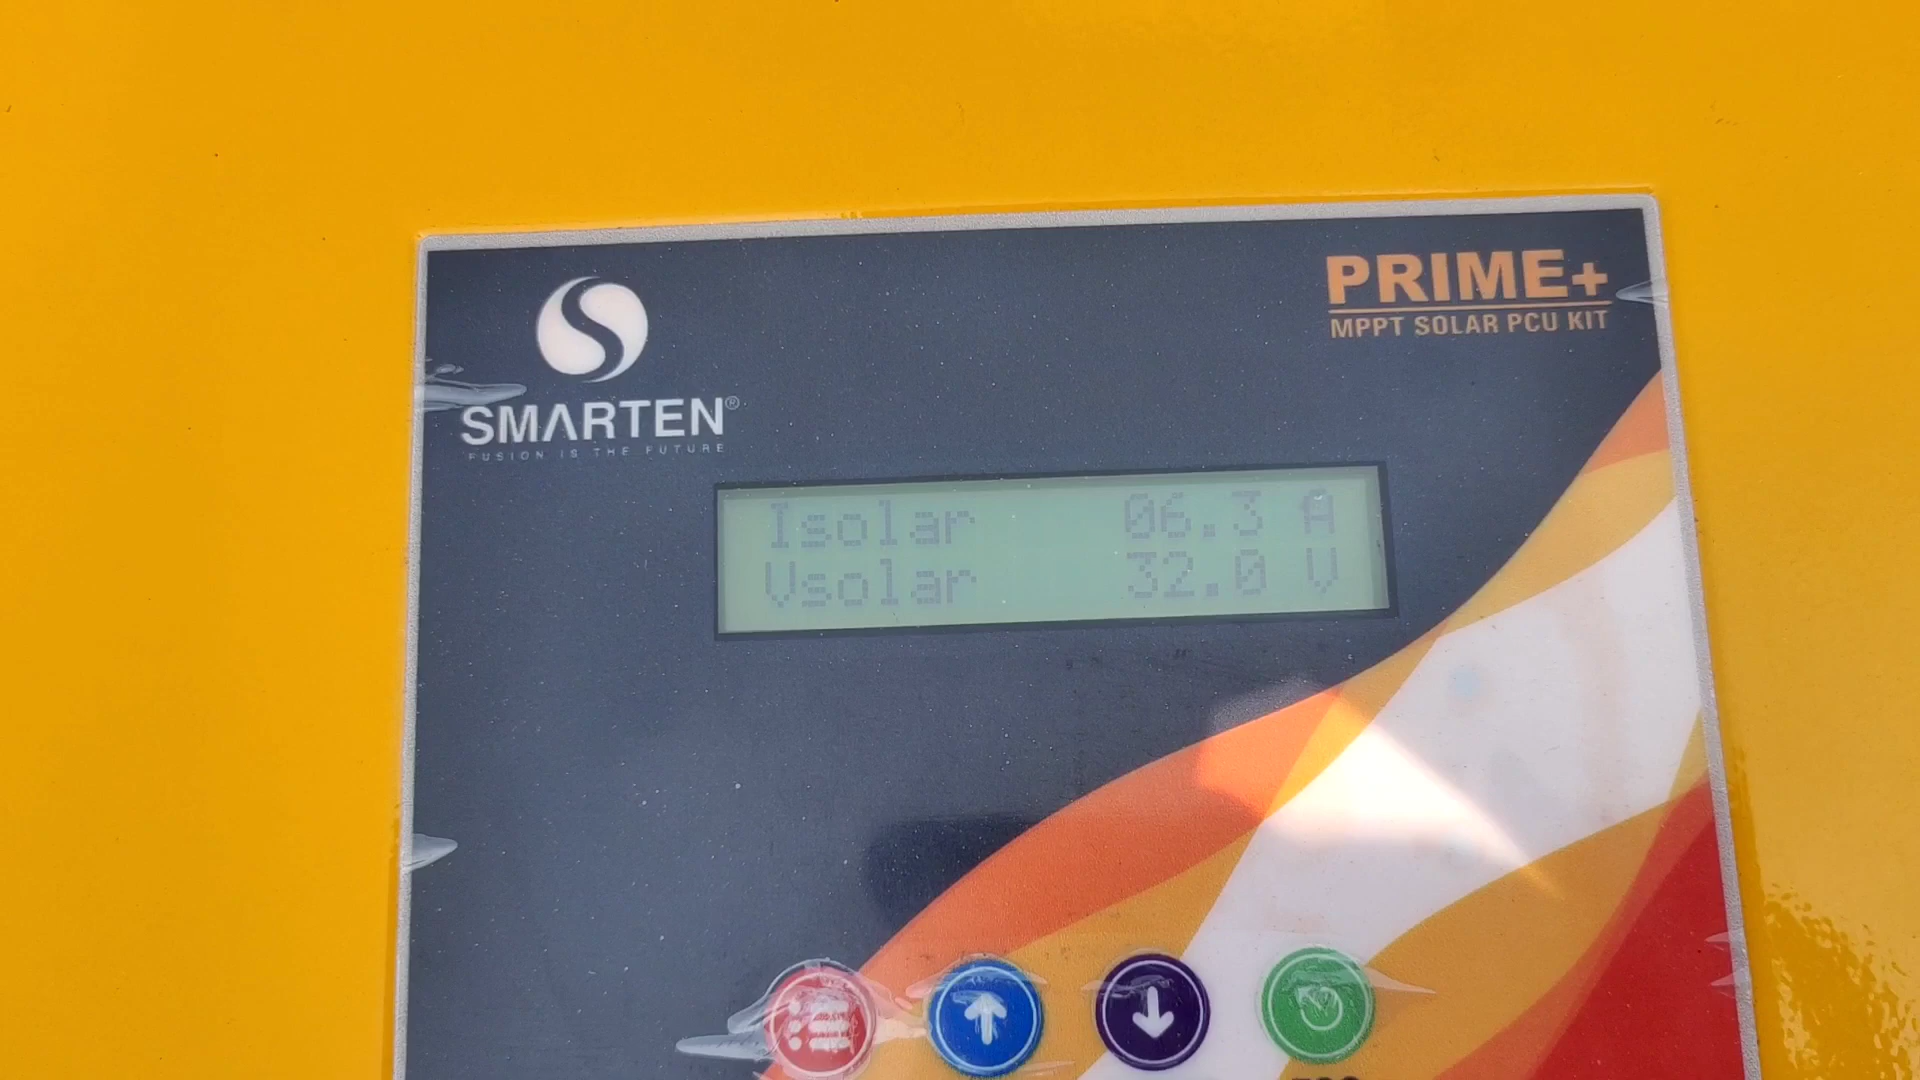 SMARTEN®
FUSION IS THE FUTURE
PRIME+
MPPT SOLAR PCU KIT
Isolar 06.3 A
Vsolar 32.0 V